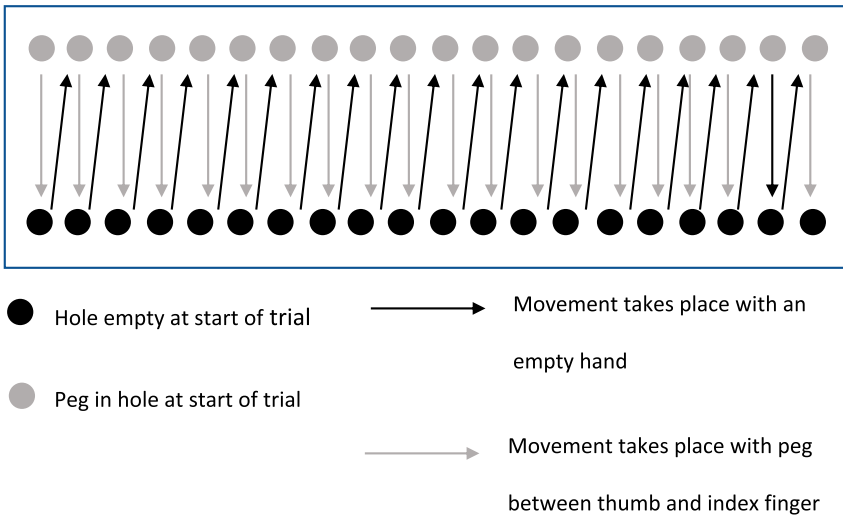 Hole empty at start of trial
Movement takes place with an
empty hand
Peg in hole at start of trial
Movement takes place with peg
between thumb and index finger